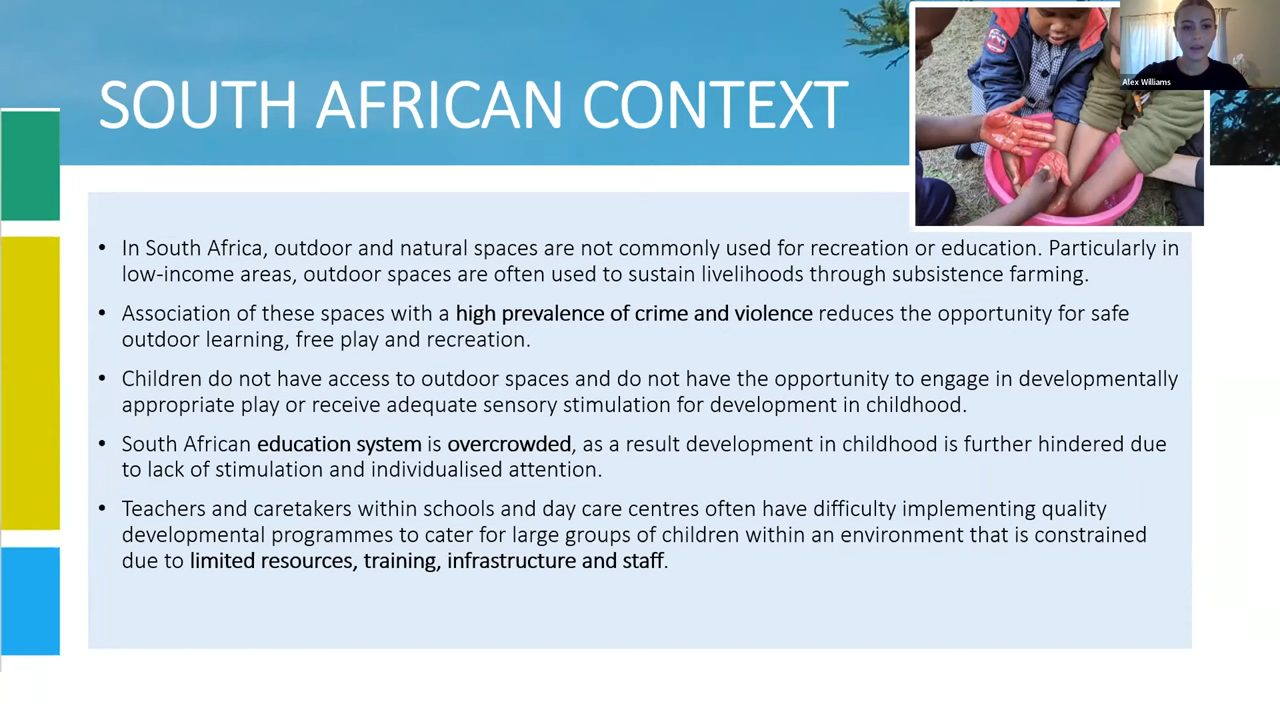 SOUTH AFRICAN CONTEXT
Alex Williams
• In South Africa, outdoor and natural spaces are not commonly used for recreation or education. Particularly in
low-income areas, outdoor spaces are often used to sustain livelihoods through subsistence farming.
• Association of these spaces with a high prevalence of crime and violence reduces the opportunity for safe
outdoor learning, free play and recreation.
• Children do not have access to outdoor spaces and do not have the opportunity to engage in developmentally
appropriate play or receive adequate sensory stimulation for development in childhood.
• South African education system is overcrowded, as a result development in childhood is further hindered due
to lack of stimulation and individualised attention.
• Teachers and caretakers within schools and day care centres often have difficulty implementing quality
developmental programmes to cater for large groups of children within an environment that is constrained
due to limited resources, training, infrastructure and staff.